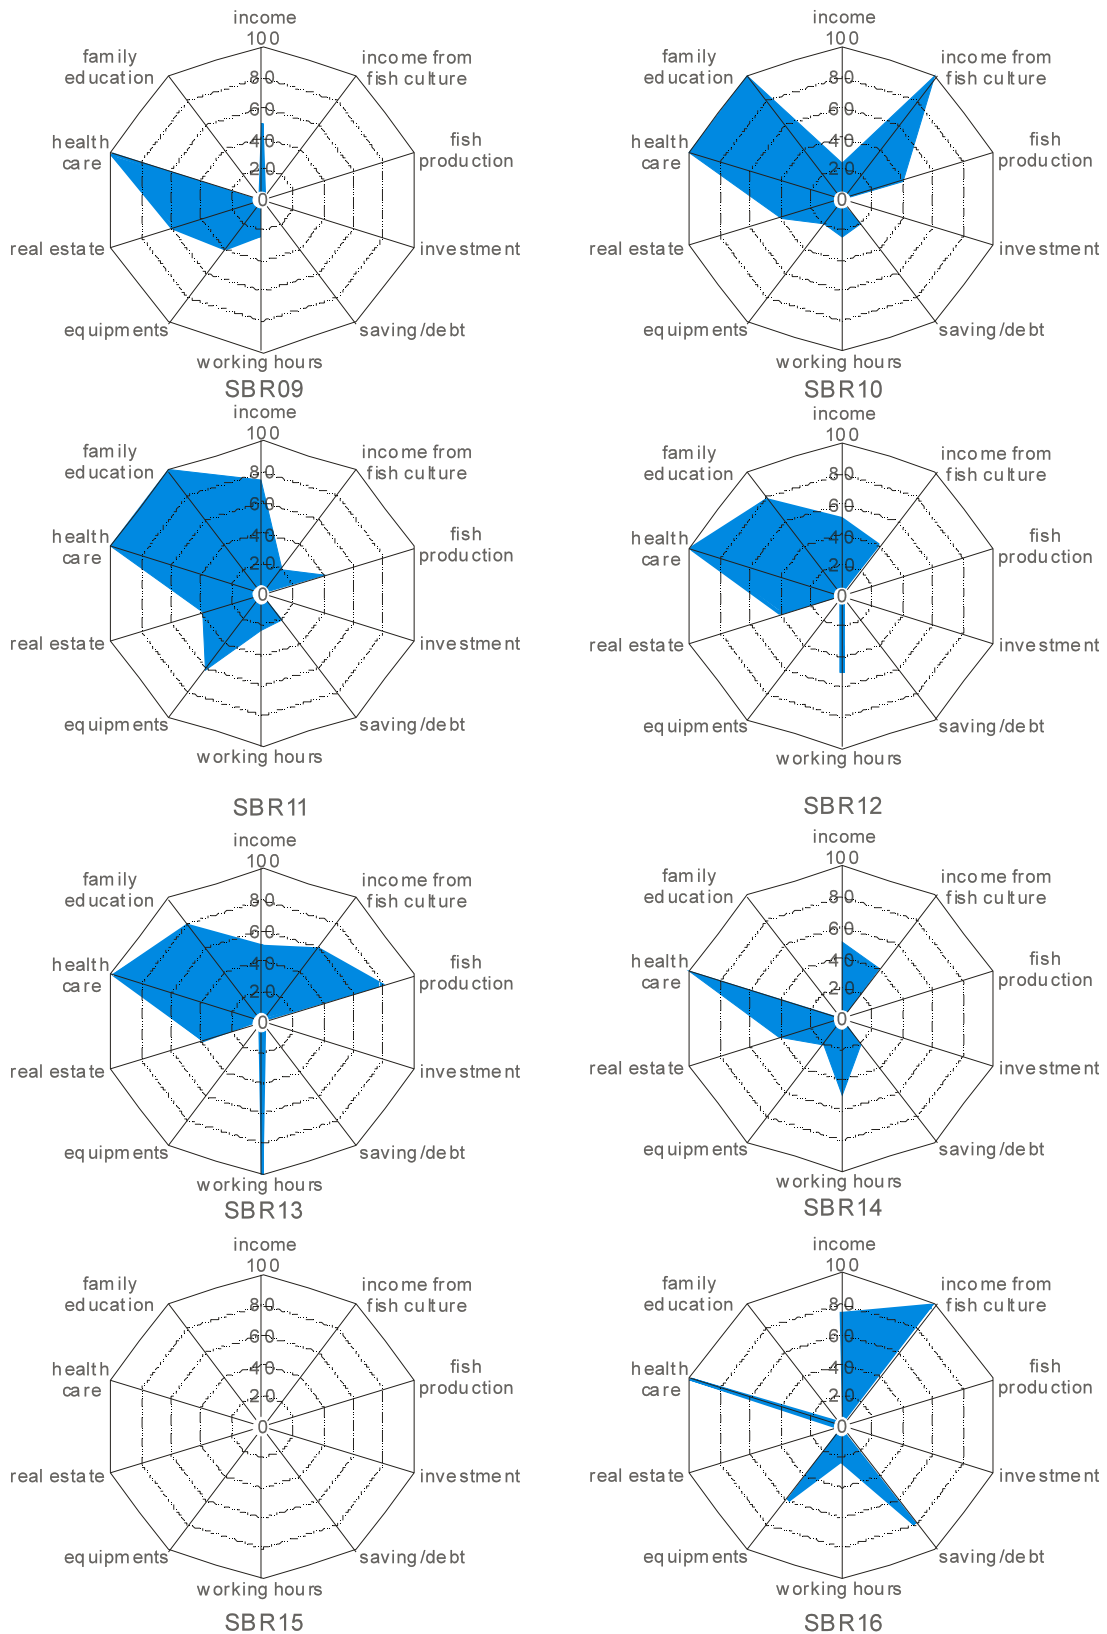 income
100
family
education
income from
fish culture
80
60
40
20
0
health
care
fish
production
real estate
investment
equipments
saving/debt
working hours
SBR09
income
100
family
education
income from
fish culture
80
60
40
20
0
health
care
fish
production
real estate
investment
equipments
saving/debt
working hours
SBR10
income
100
family
education
income from
fish culture
80
60
40
20
0
health
care
fish
production
real estate
investment
equipments
saving/debt
working hours
SBR11
income
100
family
education
income from
fish culture
80
60
40
20
0
health
care
fish
production
real estate
investment
equipments
saving/debt
working hours
SBR12
income
100
family
education
income from
fish culture
80
60
40
20
0
health
care
fish
production
real estate
investment
equipments
saving/debt
working hours
SBR13
income
100
family
education
income from
fish culture
80
60
40
20
0
health
care
fish
production
real estate
investment
equipments
saving/debt
working hours
SBR14
income
100
family
education
income from
fish culture
80
60
40
20
0
health
care
fish
production
real estate
investment
equipments
saving/debt
working hours
SBR15
income
100
family
education
income from
fish culture
80
60
40
20
0
health
care
fish
production
real estate
investment
equipments
saving/debt
working hours
SBR16